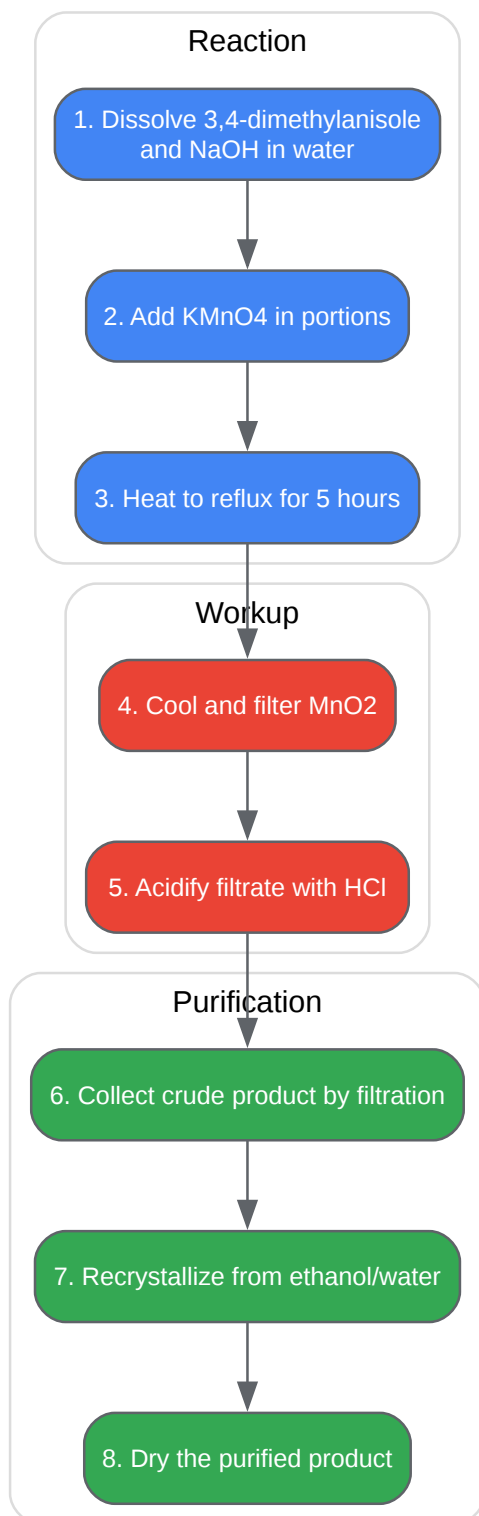 Reaction
1. Dissolve 3,4-dimethylanisole
and NaOH in water
2. Add KMnO4 in portions
3. Heat to reflux for 5 hours
Workup
4. Cool and filter MnO2
5. Acidify filtrate with HCl
Purification
6. Collect crude product by filtration
7. Recrystallize from ethanol/water
8. Dry the purified product